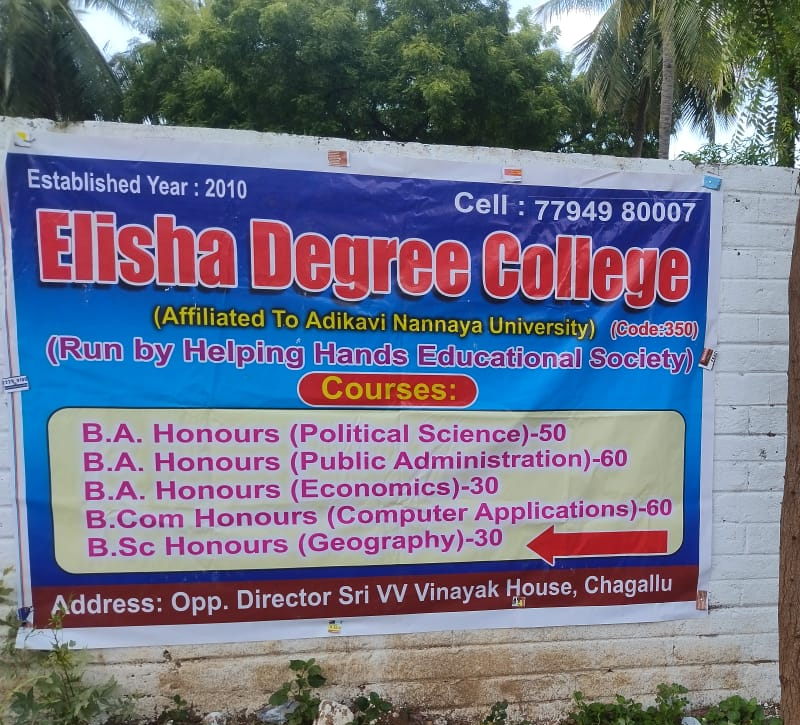 Established Year : 2010
Cell : 77949 80007
Elisha Degree College
(Affiliated To Adikavi Nannaya University) (Code:350)
(Run by Helping Hands Educational Society)
Courses:
B.A. Honours (Political Science)-50
B.A. Honours (Public Administration)-60
B.A. Honours (Economics)-30
B.Com Honours (Computer Applications)-60
B.Sc Honours (Geography)-30
Address: Opp. Director Sri VV Vinayak House, Chagallu